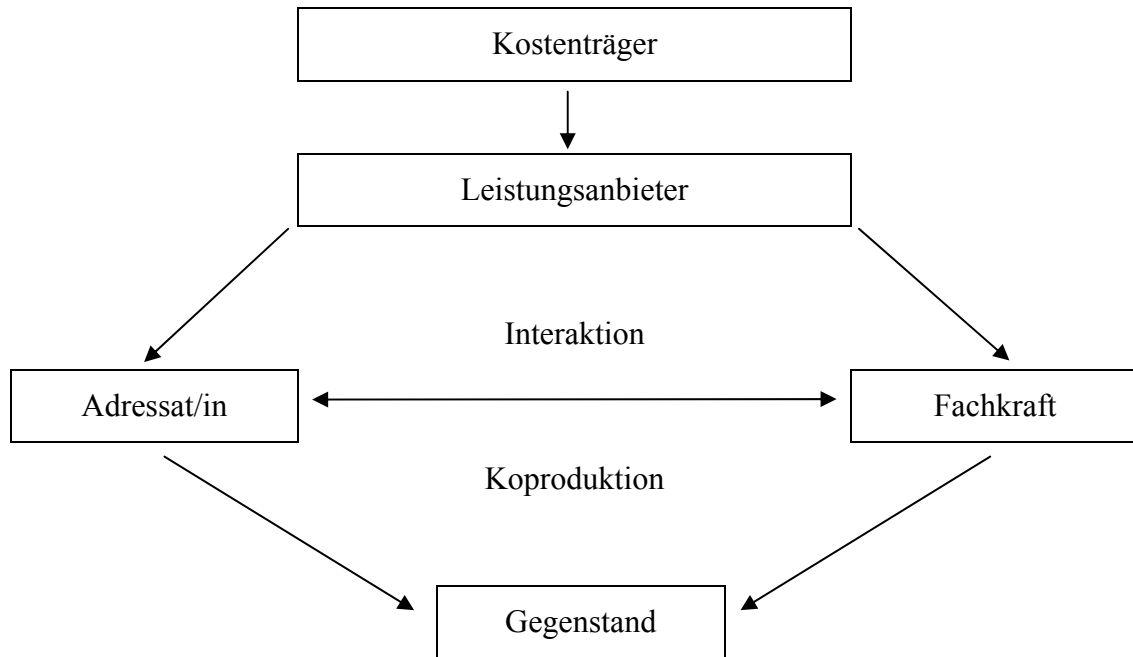 Kostenträger
Leistungsanbieter
Interaktion
Adressat/in
Fachkraft
Koproduktion
Gegenstand